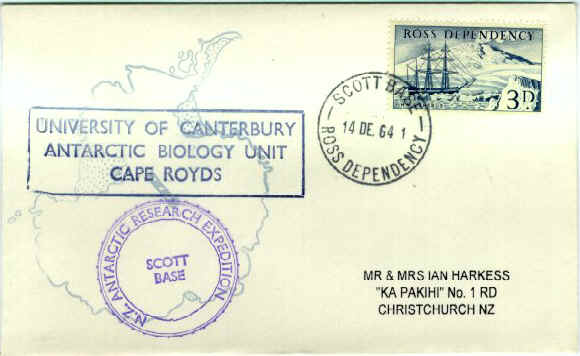 ROSS DEPENDENCY
3D.
SCOTT BASE
14 DE. 64 1
ROSS DEPENDENCY
UNIVERSITY OF CANTERBURY
ANTARCTIC BIOLOGY UNIT
CAPE ROYDS
N.Z. ANTARCTIC RESEARCH EXPEDITION
SCOTT
BASE
MR & MRS IAN HARKESS
"KA PAKIHI" No. 1 RD
CHRISTCHURCH NZ